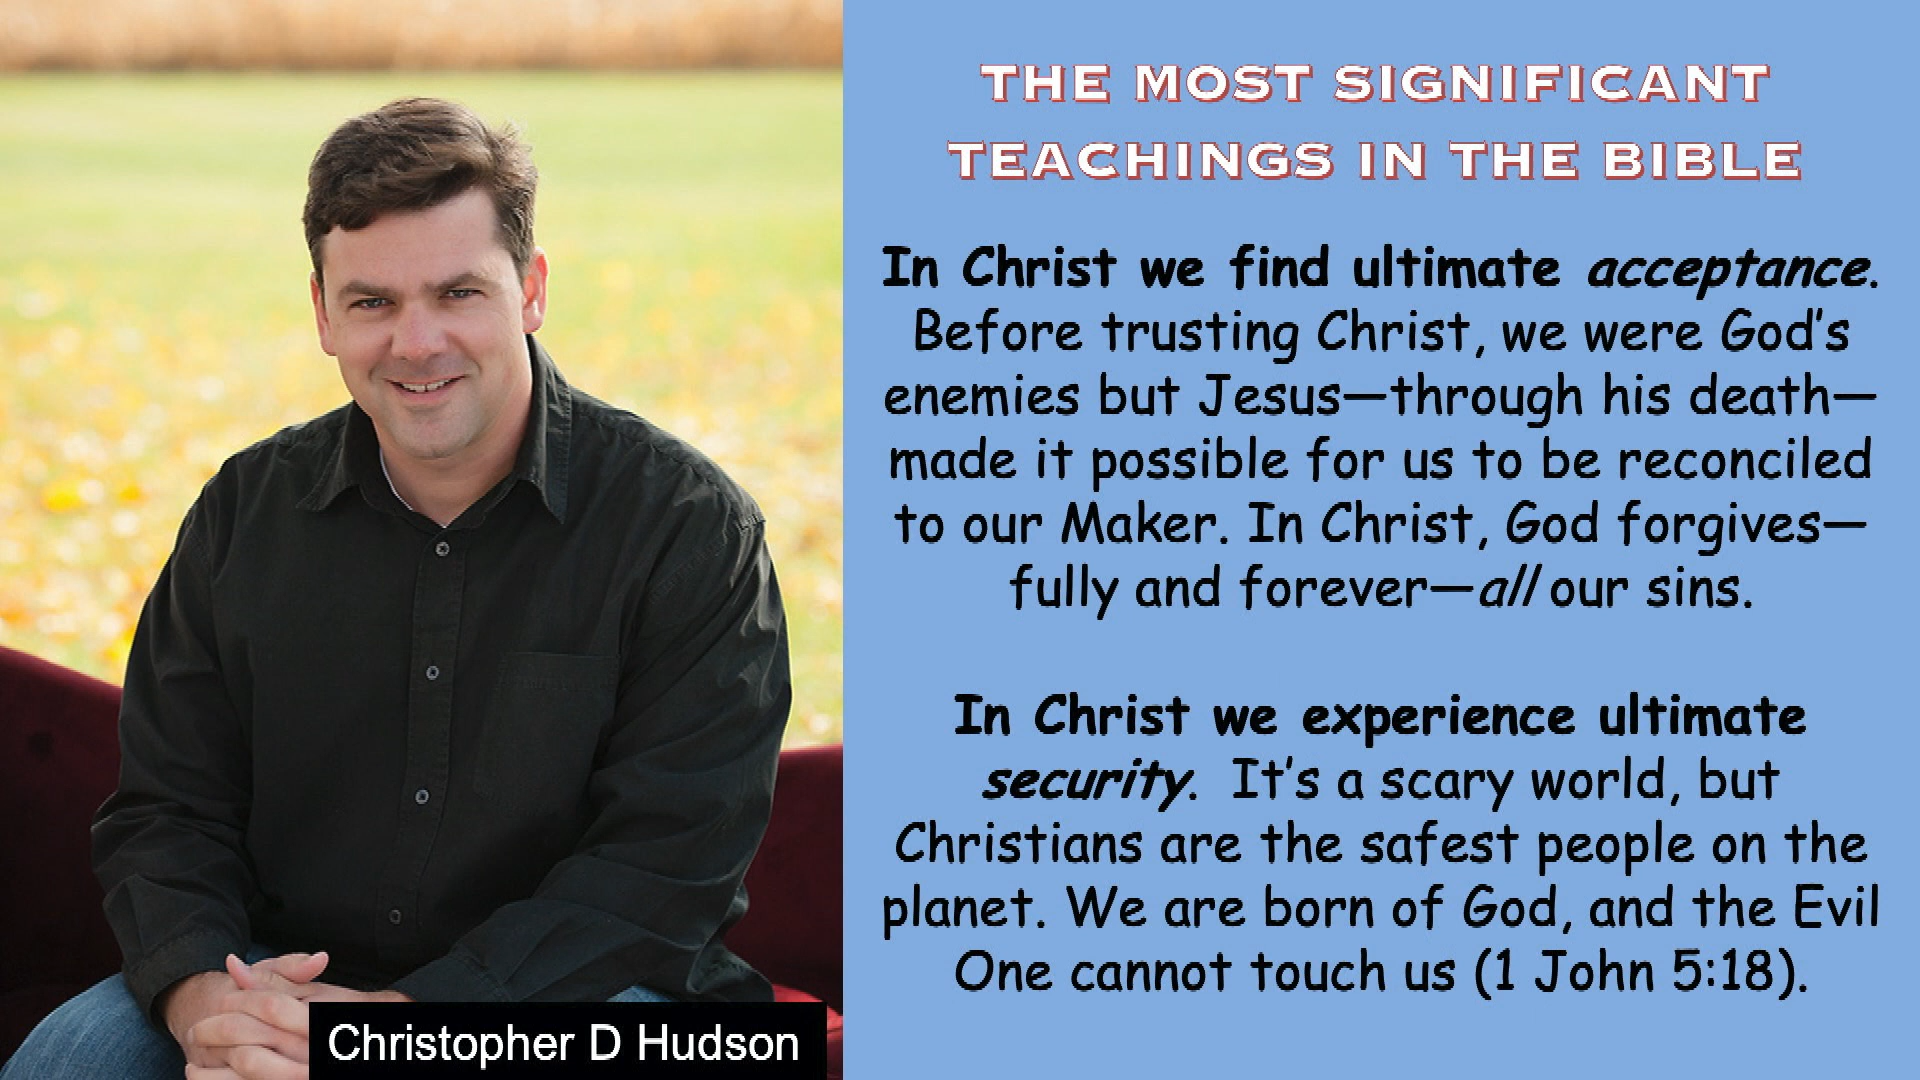 THE MOST SIGNIFICANT
TEACHINGS IN THE BIBLE
In Christ we find ultimate acceptance.
Before trusting Christ, we were God's
enemies but Jesus—through his death—
made it possible for us to be reconciled
to our Maker. In Christ, God forgives—
fully and forever—all our sins.
In Christ we experience ultimate
security. It's a scary world, but
Christians are the safest people on the
planet. We are born of God, and the Evil
One cannot touch us (1 John 5:18).
Christopher D Hudson